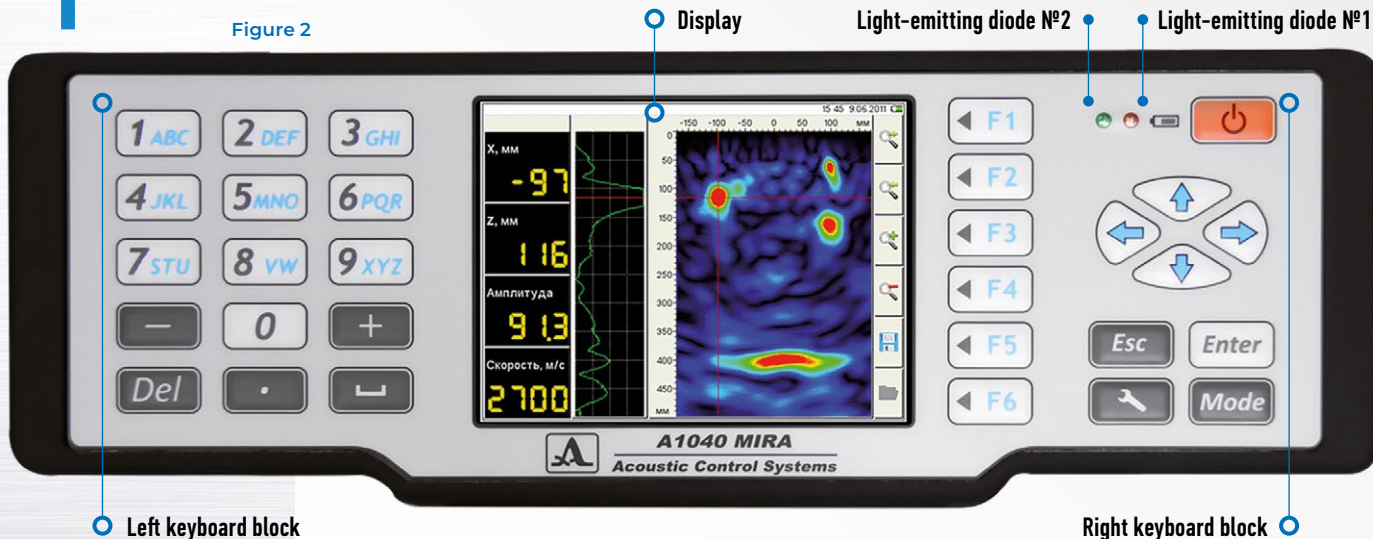 Figure 2
Display
Light-emitting diode №2
Light-emitting diode №1
1 ABC 2 DEF 3 GHI
4 JKL 5 MNO 6 PQR
7 STU 8 VW 9 XYZ
− 0 +
Del .
15 45 9.06.2011
-150 -100 -50 0 50 100 мм
X, мм
-97
Z, мм
116
Амплитуда
91,3
Скорость, м/с
2700
0
50
100
150
200
250
300
350
400
450
мм
F1
F2
F3
F4
F5
F6
Esc Enter
Mode
A1040 MIRA
Acoustic Control Systems
Left keyboard block
Right keyboard block